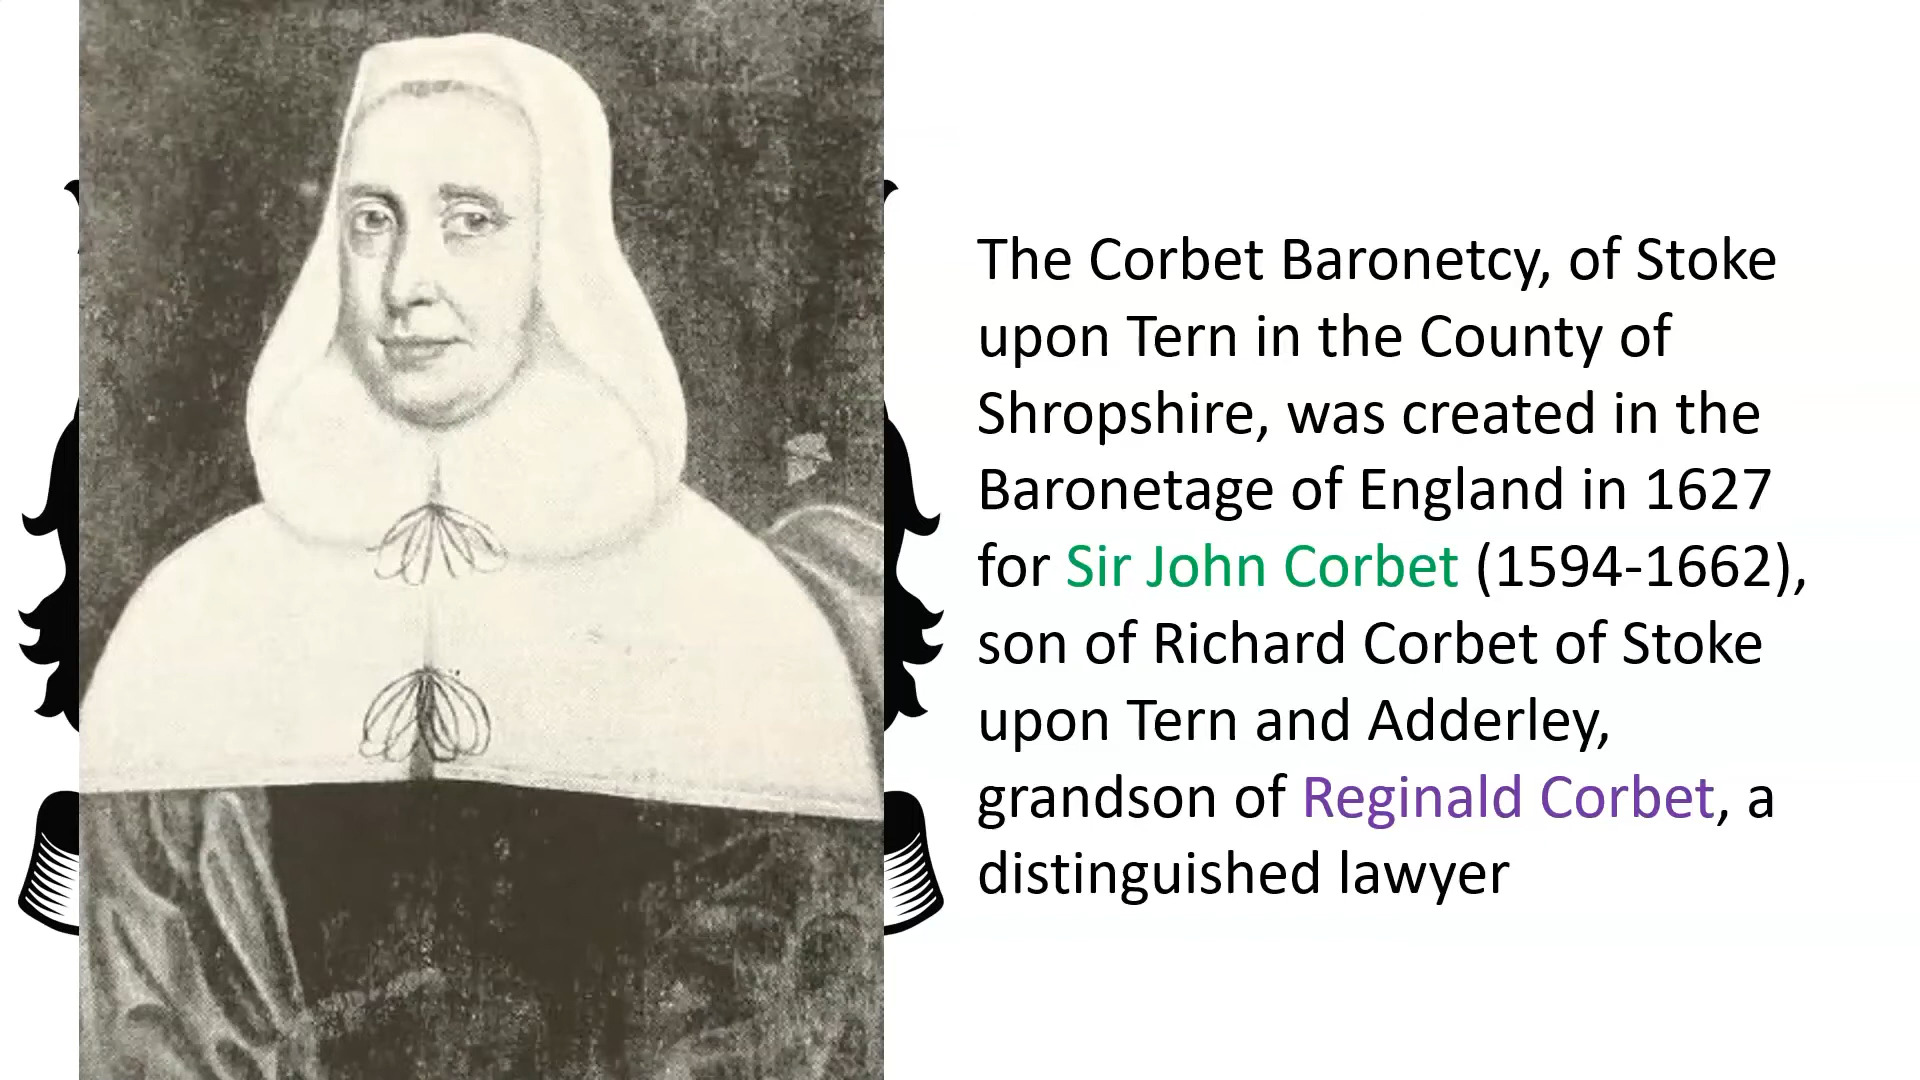 The Corbet Baronetcy, of Stoke
upon Tern in the County of
Shropshire, was created in the
Baronetage of England in 1627
for Sir John Corbet (1594-1662),
son of Richard Corbet of Stoke
upon Tern and Adderley,
grandson of Reginald Corbet, a
distinguished lawyer